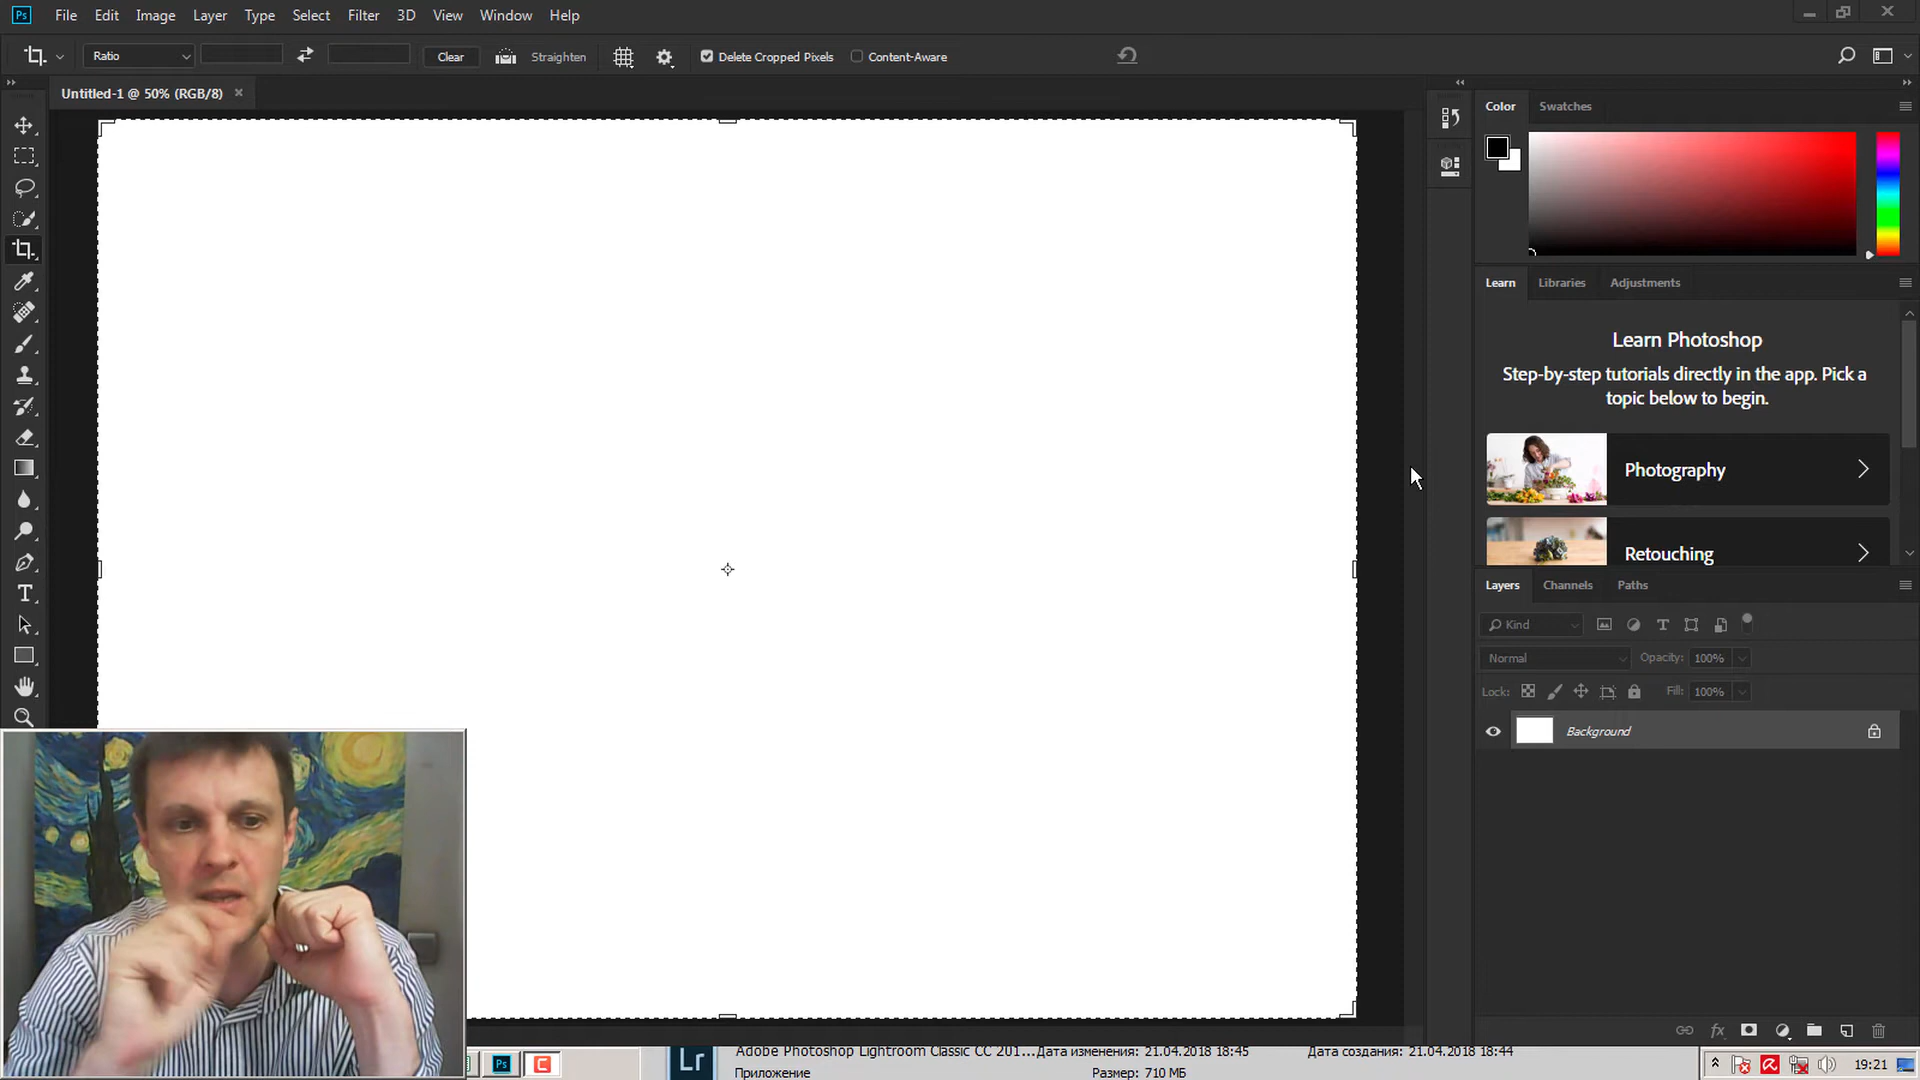 Ps File Edit Image Layer Type Select Filter 3D View Window Help
Ratio Clear Straighten Delete Cropped Pixels Content-Aware
Untitled-1 @ 50% (RGB/8) ×
Color Swatches
Learn Libraries Adjustments
Learn Photoshop
Step-by-step tutorials directly in the app. Pick a
topic below to begin.
Photography
Retouching
Layers Channels Paths
Kind
Normal Opacity: 100%
Lock: Fill: 100%
Background
fx
Ps C Lr Adobe Photoshop Lightroom Classic CC 201... Дата изменения: 21.04.2018 18:45 Дата создания: 21.04.2018 18:44
Приложение Размер: 710 МБ
19:21